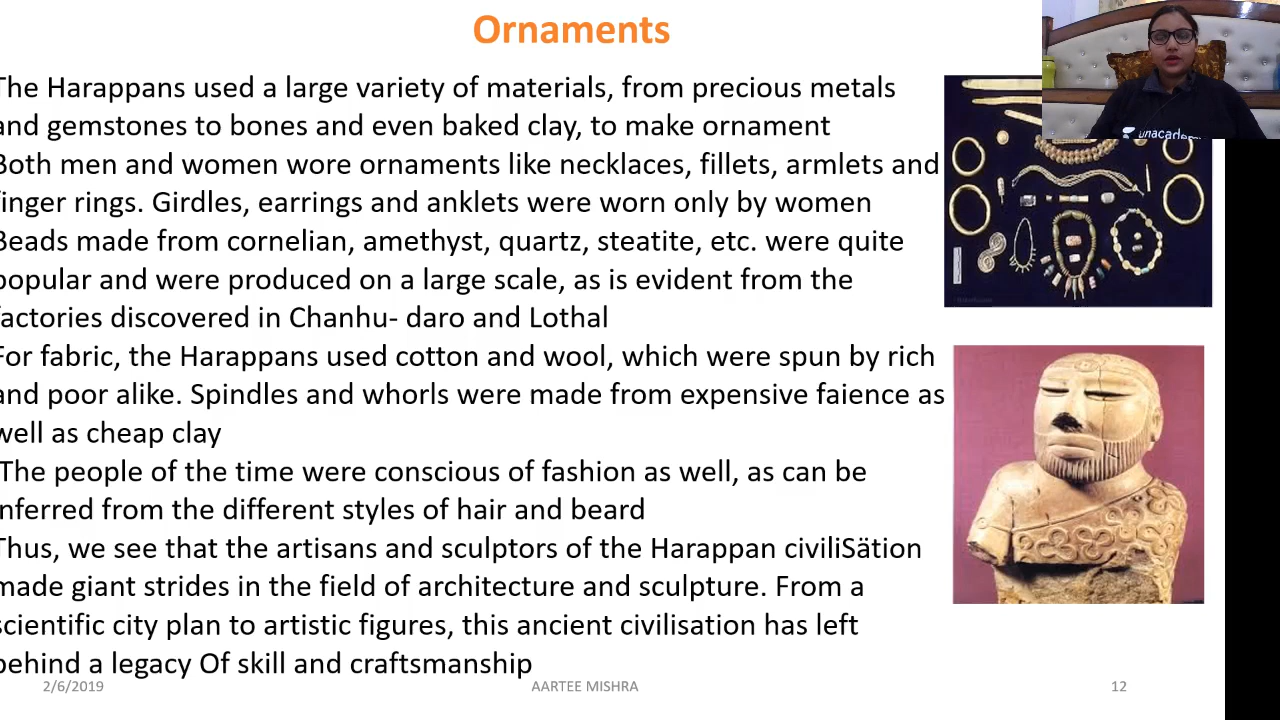 Ornaments
The Harappans used a large variety of materials, from precious metals
and gemstones to bones and even baked clay, to make ornament
Both men and women wore ornaments like necklaces, fillets, armlets and
finger rings. Girdles, earrings and anklets were worn only by women
Beads made from cornelian, amethyst, quartz, steatite, etc. were quite
popular and were produced on a large scale, as is evident from the
factories discovered in Chanhu- daro and Lothal
For fabric, the Harappans used cotton and wool, which were spun by rich
and poor alike. Spindles and whorls were made from expensive faience as
well as cheap clay
The people of the time were conscious of fashion as well, as can be
inferred from the different styles of hair and beard
Thus, we see that the artisans and sculptors of the Harappan civiliSätion
made giant strides in the field of architecture and sculpture. From a
scientific city plan to artistic figures, this ancient civilisation has left
behind a legacy Of skill and craftsmanship
2/6/2019
AARTEE MISHRA
12
unacade